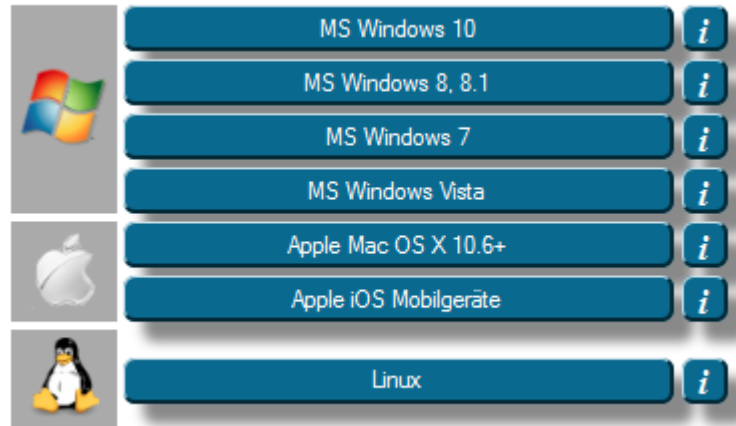 MS Windows 10 i
MS Windows 8, 8.1 i
MS Windows 7 i
MS Windows Vista i
Apple Mac OS X 10.6+ i
Apple iOS Mobilgeräte i
Linux i